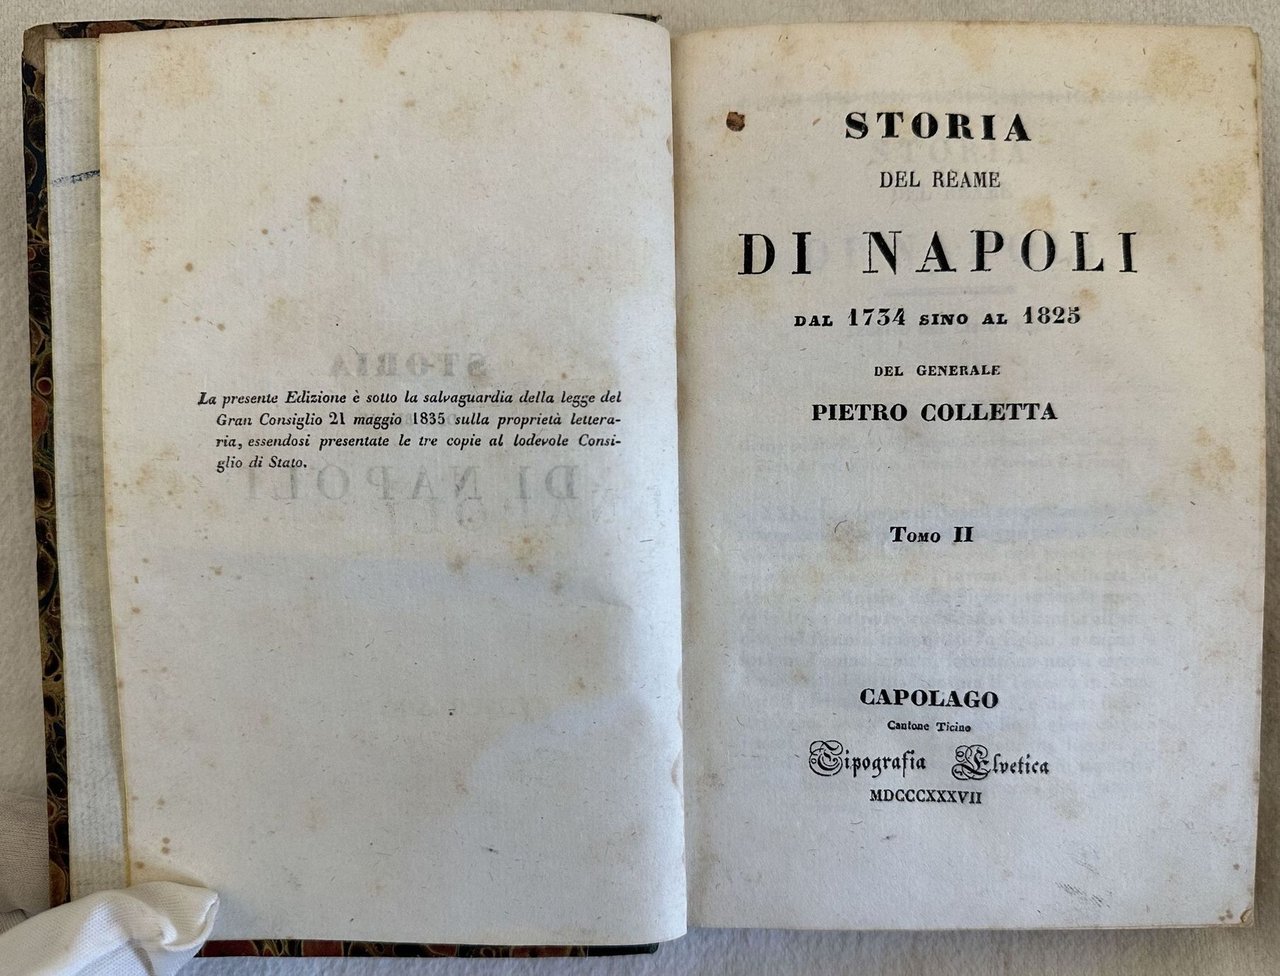 La presente Edizione è sotto la salvaguardia della legge del
Gran Consiglio 21 maggio 1835 sulla proprietà lettera-
ria, essendosi presentate le tre copie al lodevole Consi-
glio di Stato.
STORIA
DEL REAME
DI NAPOLI
DAL 1734 SINO AL 1825
DEL GENERALE
PIETRO COLLETTA
TOMO II
CAPOLAGO
Cantone Ticino
Tipografia Elvetica
MDCCCXXXVII